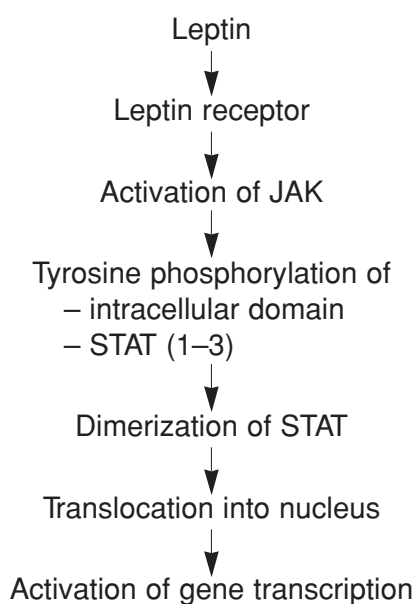 Leptin
Leptin receptor
Activation of JAK
Tyrosine phosphorylation of
– intracellular domain
– STAT (1–3)
Dimerization of STAT
Translocation into nucleus
Activation of gene transcription